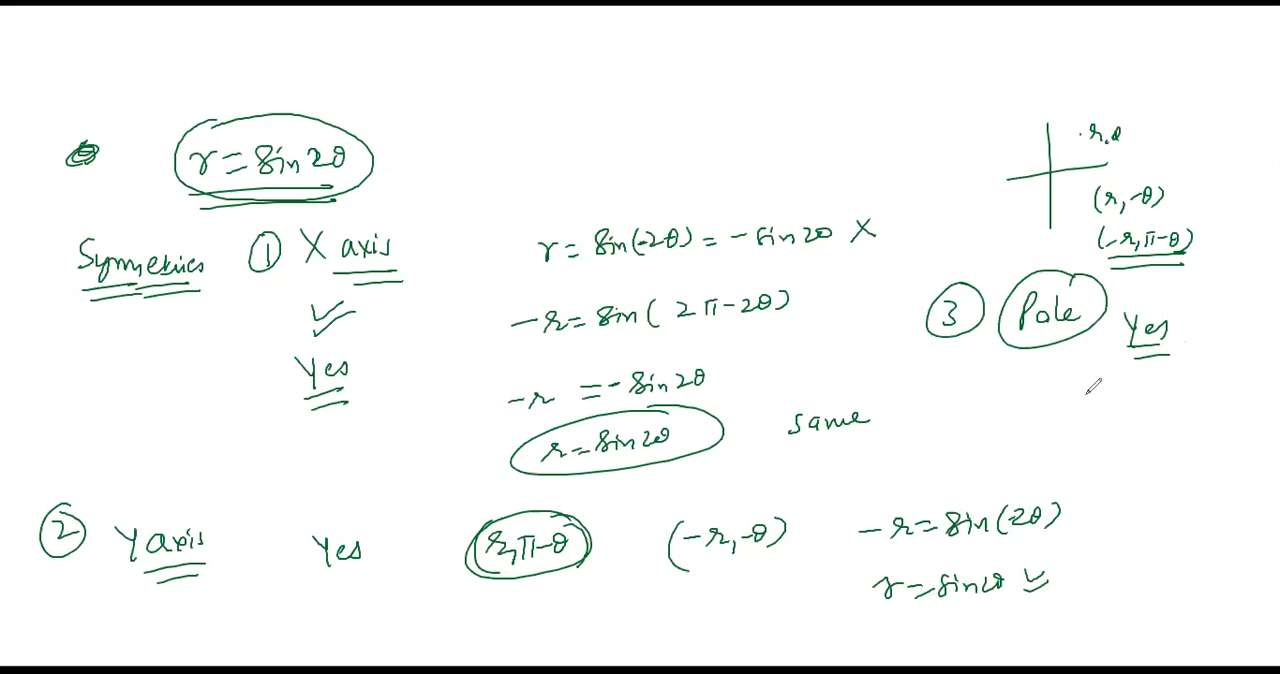 r = Sin 2θ
· r,θ
(r, -θ)
(-r, π-θ)
Symmetrics ① X axis
r = Sin(-2θ) = - Sin 2θ X
Yes
-r = Sin( 2π - 2θ)
-r = - Sin 2θ
r = Sin 2θ same
③ Pole Yes
② Y axis Yes (r, π-θ) (-r, -θ) -r = Sin(2θ)
r = Sin 2θ